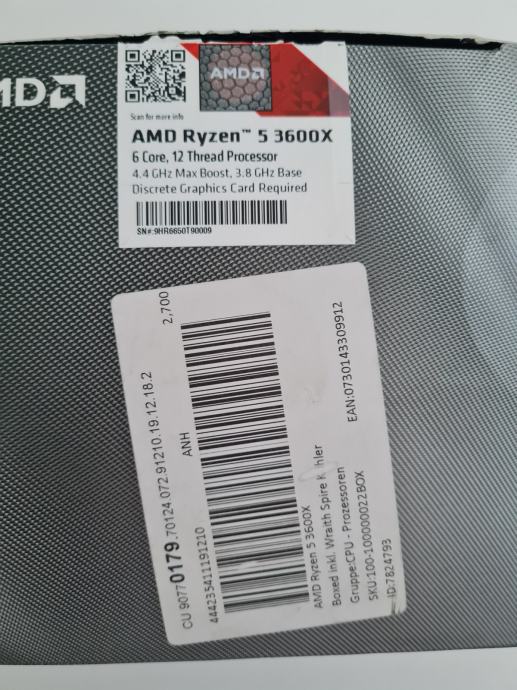 AMD
AMD
Scan for more info
AMD Ryzen™ 5 3600X
6 Core, 12 Thread Processor
4.4 GHz Max Boost, 3.8 GHz Base
Discrete Graphics Card Required
SN#:9HR6650T90009
CU 90770179.70124.072.91210.19.12.18.2
2,700
ANH
4442354111191210
AMD Ryzen 5 3600X
Boxed inkl. Wraith Spire K hler
Gruppe:CPU - Prozessoren
EAN:0730143309912
SKU:100-100000022BOX
ID:7824793